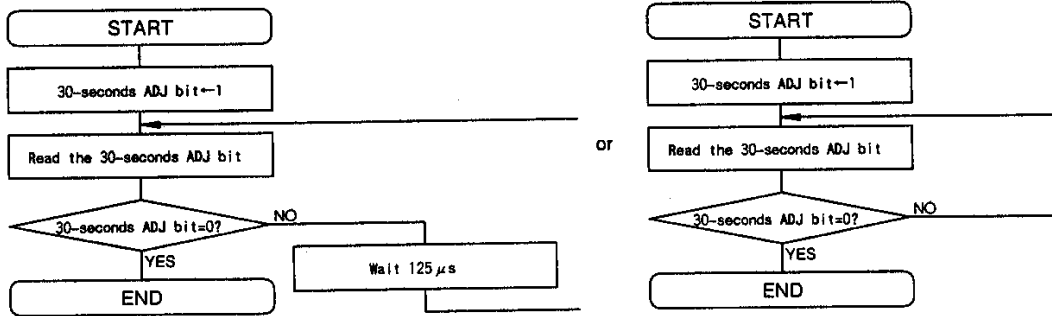 START
30-seconds ADJ bit←1
Read the 30-seconds ADJ bit
30-seconds ADJ bit=0?
NO
YES
Wait 125μs
END
or
START
30-seconds ADJ bit←1
Read the 30-seconds ADJ bit
30-seconds ADJ bit=0?
NO
YES
END